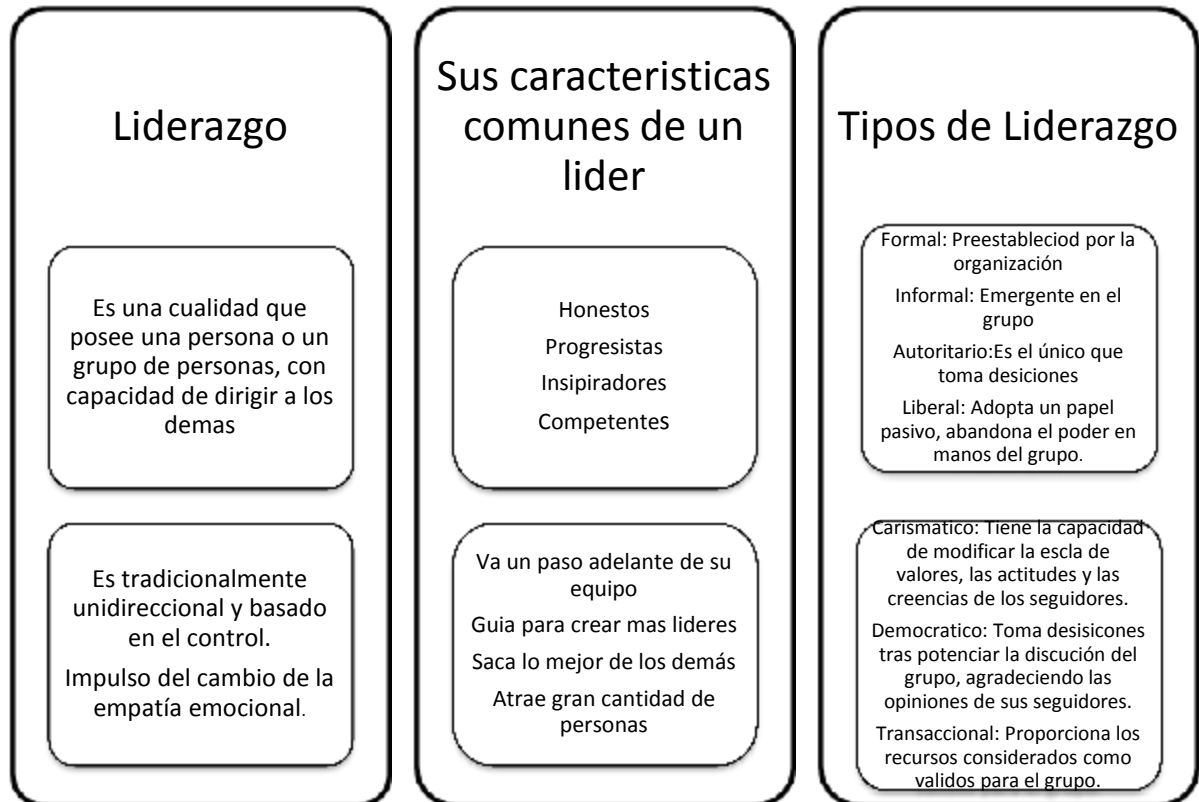 Liderazgo
Es una cualidad que
posee una persona o un
grupo de personas, con
capacidad de dirigir a los
demas
Es tradicionalmente
unidireccional y basado
en el control.
Impulso del cambio de la
empatía emocional.
Sus caracteristicas
comunes de un
lider
Honestos
Progresistas
Insipiradores
Competentes
Va un paso adelante de su
equipo
Guia para crear mas lideres
Saca lo mejor de los demás
Atrae gran cantidad de
personas
Tipos de Liderazgo
Formal: Preestableciod por la
organización
Informal: Emergente en el
grupo
Autoritario:Es el único que
toma desiciones
Liberal: Adopta un papel
pasivo, abandona el poder en
manos del grupo.
Carismatico: Tiene la capacidad
de modificar la escla de
valores, las actitudes y las
creencias de los seguidores.
Democratico: Toma desisicones
tras potenciar la discución del
grupo, agradeciendo las
opiniones de sus seguidores.
Transaccional: Proporciona los
recursos considerados como
validos para el grupo.